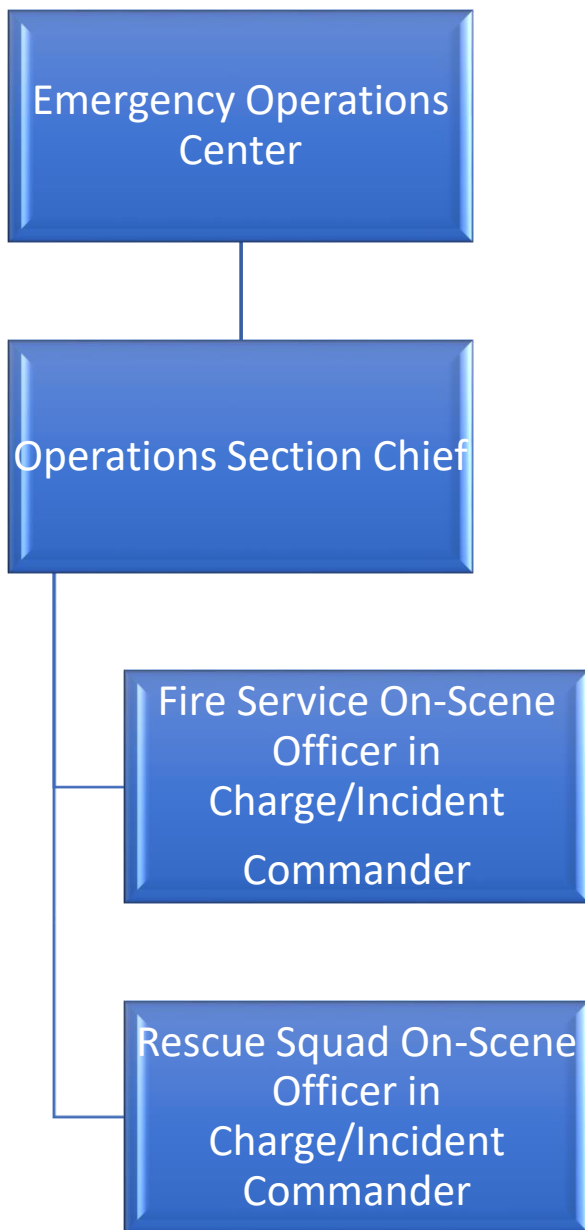 Emergency Operations
Center
Operations Section Chief
Fire Service On-Scene
Officer in
Charge/Incident
Commander
Rescue Squad On-Scene
Officer in
Charge/Incident
Commander